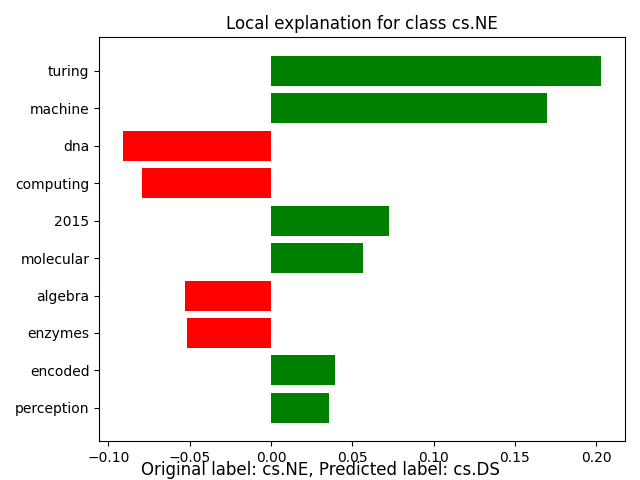 Local explanation for class cs.NE
turing
machine
dna
computing
2015
molecular
algebra
enzymes
encoded
perception
−0.10 −0.05 0.00 0.05 0.10 0.15 0.20
Original label: cs.NE, Predicted label: cs.DS